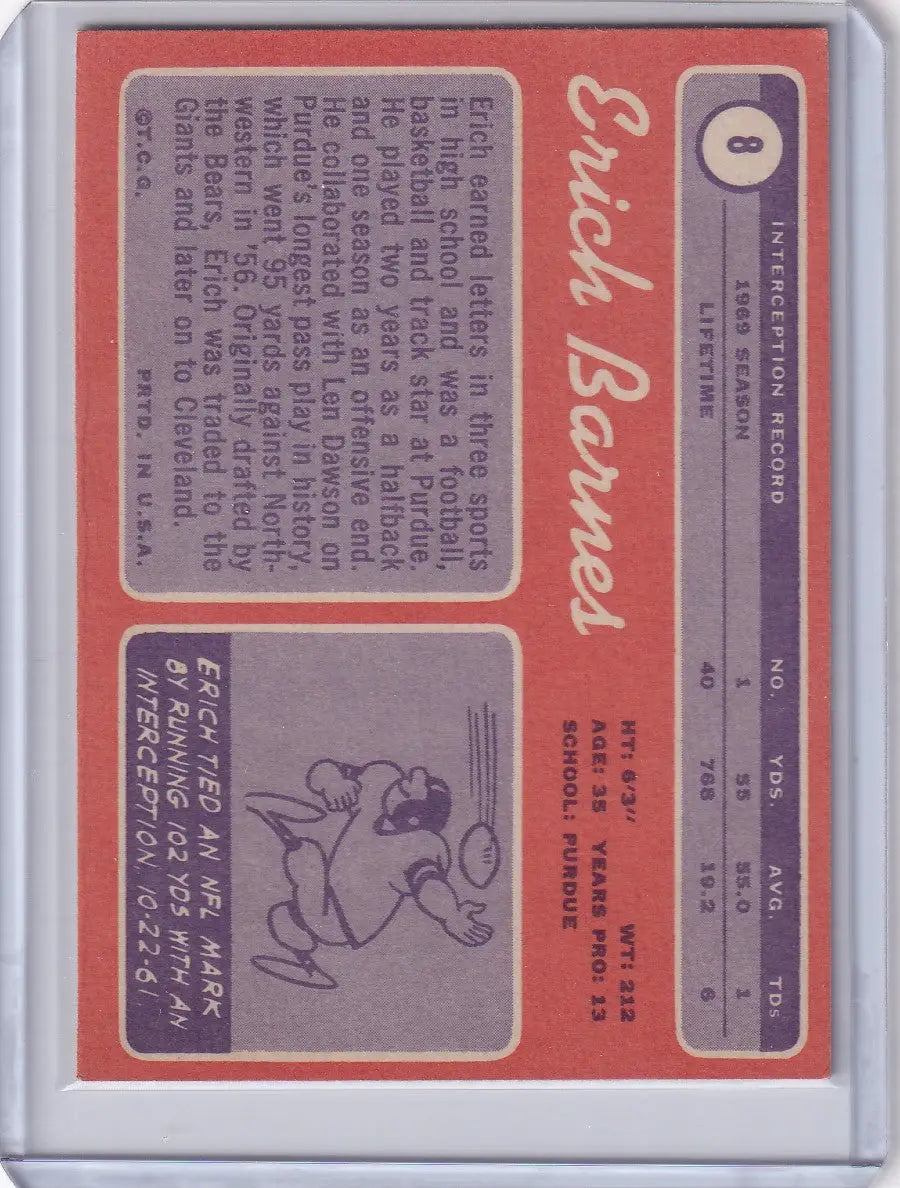 8
INTERCEPTION RECORD NO. YDS. AVG. TDS
1969 SEASON 1 55 55.0 1
LIFETIME 40 768 19.2 6
Erich Barnes
HT: 6'3" WT: 212
AGE: 35 YEARS PRO: 13
SCHOOL: PURDUE
Erich earned letters in three sports
in high school and was a football,
basketball and track star at Purdue.
He played two years as a halfback
and one season as an offensive end.
He collaborated with Len Dawson on
Purdue's longest pass play in history,
which went 95 yards against North-
western in '56. Originally drafted by
the Bears, Erich was traded to the
Giants and later on to Cleveland.
©T.C.G. PRTD. IN U.S.A.
ERICH TIED AN NFL MARK
BY RUNNING 102 YDS WITH AN
INTERCEPTION, 10-22-61